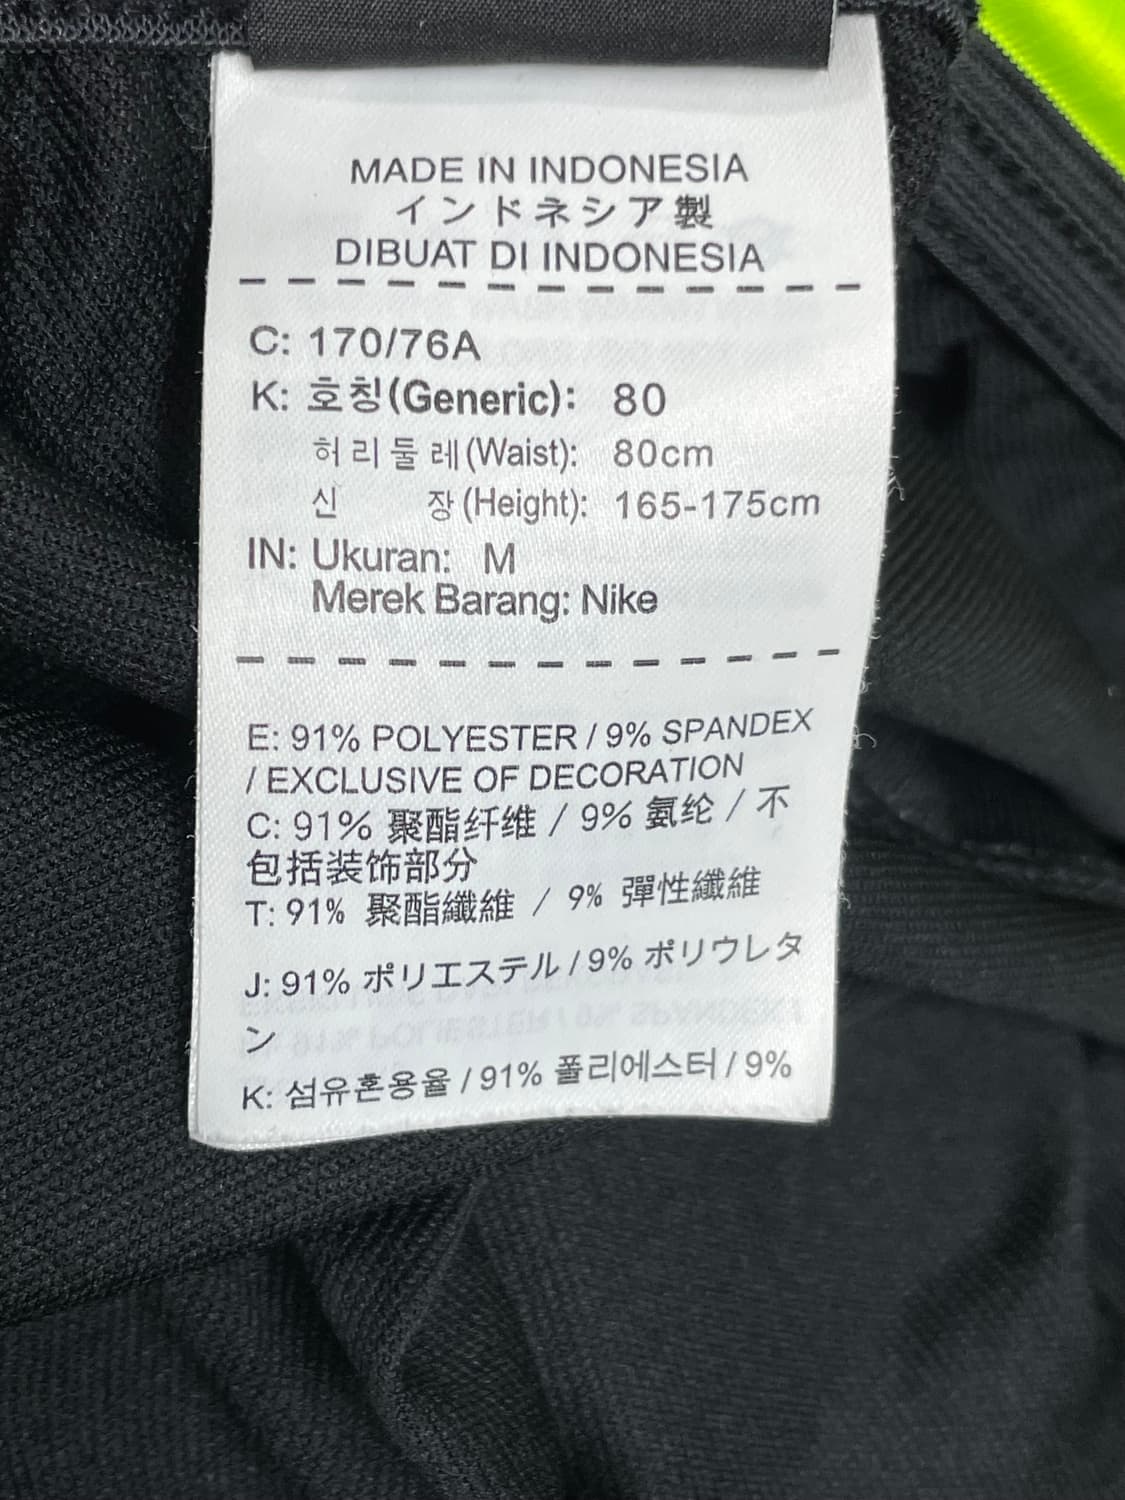 MADE IN INDONESIA
インドネシア製
DIBUAT DI INDONESIA
C: 170/76A
K: 호칭(Generic): 80
허리둘레(Waist): 80cm
신 장(Height): 165-175cm
IN: Ukuran: M
Merek Barang: Nike
E: 91% POLYESTER / 9% SPANDEX
/ EXCLUSIVE OF DECORATION
C: 91% 聚酯纤维 / 9% 氨纶 / 不
包括装饰部分
T: 91% 聚酯纖維 / 9% 彈性纖維
J: 91% ポリエステル / 9% ポリウレタ
ン
K: 섬유혼용율 / 91% 폴리에스터 / 9%